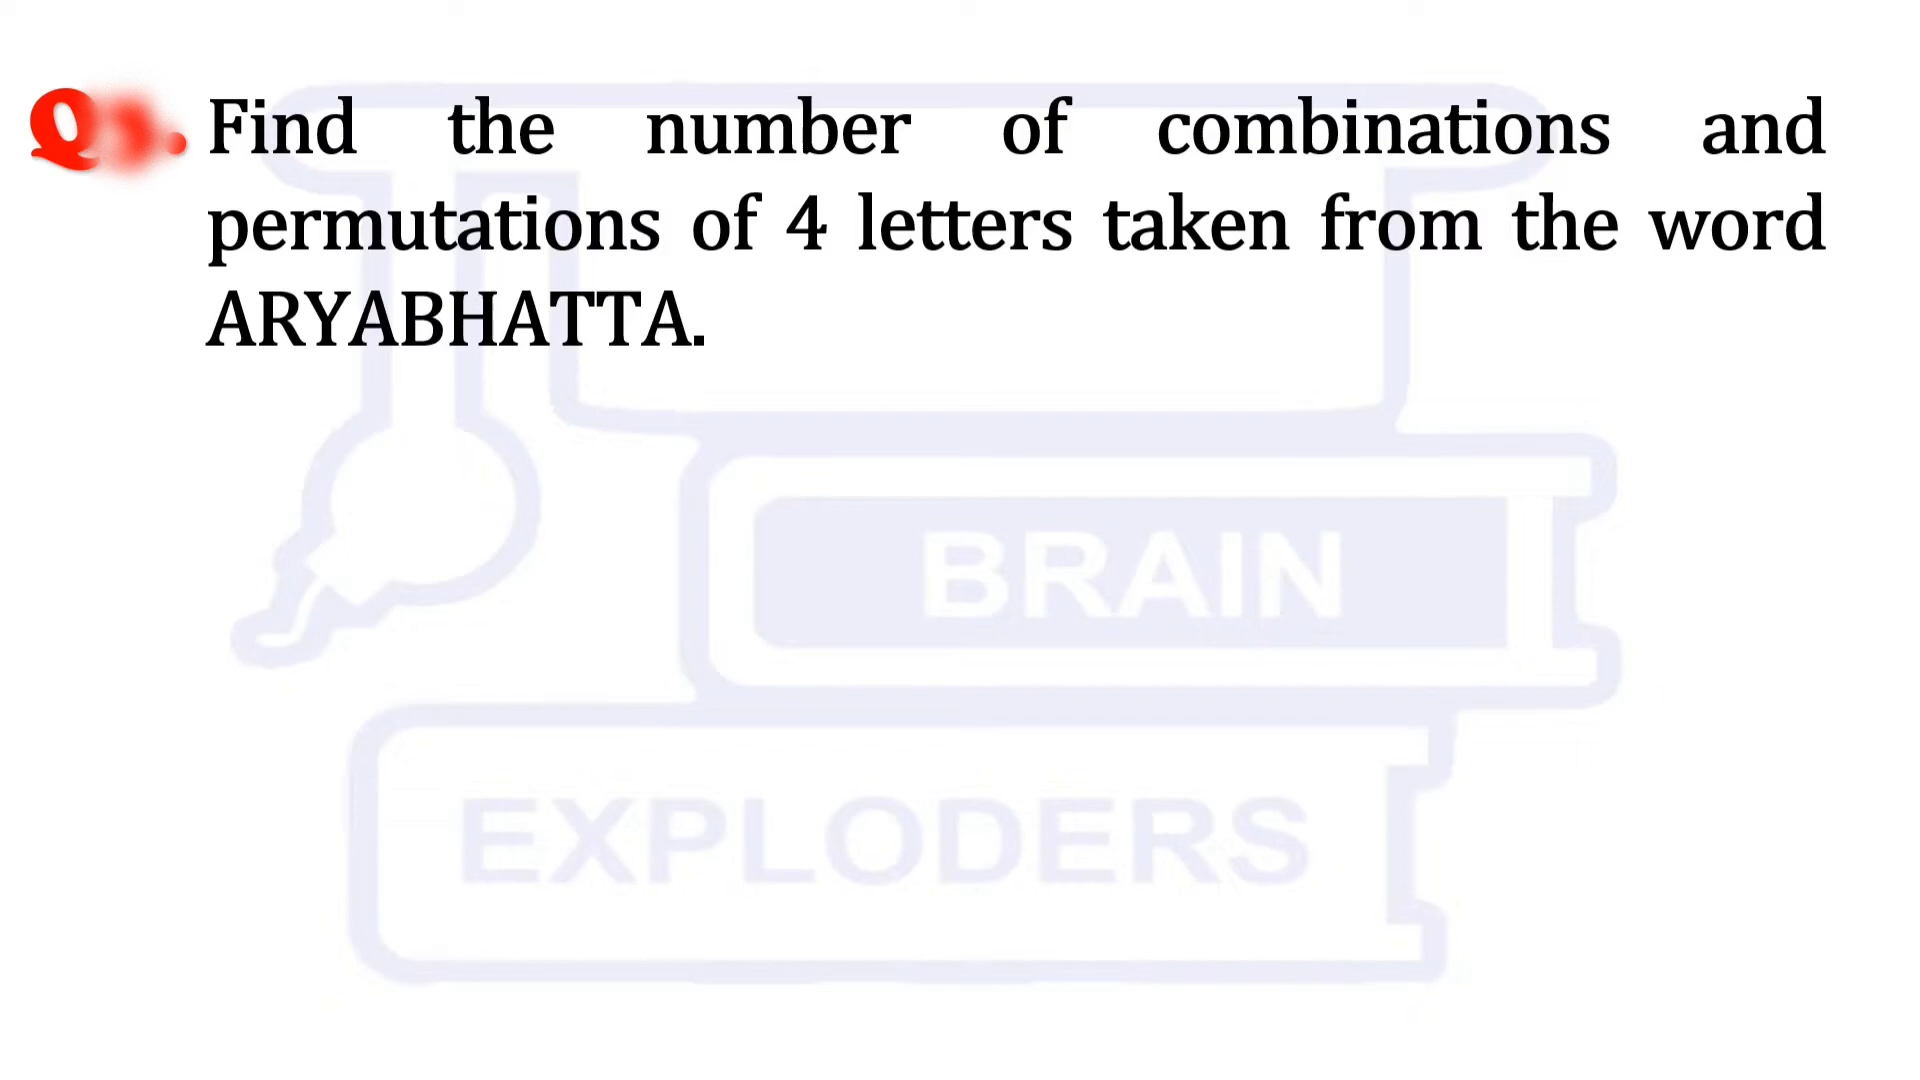 Find the number of combinations and
permutations of 4 letters taken from the word
ARYABHATTA.
BRAIN
EXPLODERS